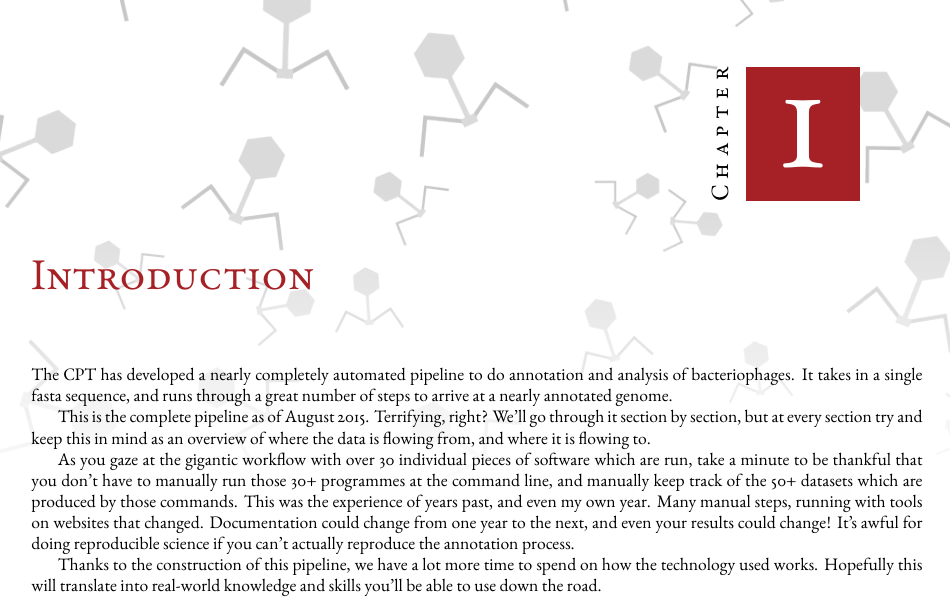 CHAPTER
I
INTRODUCTION
The CPT has developed a nearly completely automated pipeline to do annotation and analysis of bacteriophages. It takes in a single
fasta sequence, and runs through a great number of steps to arrive at a nearly annotated genome.
This is the complete pipeline as of August 2015. Terrifying, right? We'll go through it section by section, but at every section try and
keep this in mind as an overview of where the data is flowing from, and where it is flowing to.
As you gaze at the gigantic workflow with over 30 individual pieces of software which are run, take a minute to be thankful that
you don't have to manually run those 30+ programmes at the command line, and manually keep track of the 50+ datasets which are
produced by those commands. This was the experience of years past, and even my own year. Many manual steps, running with tools
on websites that changed. Documentation could change from one year to the next, and even your results could change! It's awful for
doing reproducible science if you can't actually reproduce the annotation process.
Thanks to the construction of this pipeline, we have a lot more time to spend on how the technology used works. Hopefully this
will translate into real-world knowledge and skills you'll be able to use down the road.